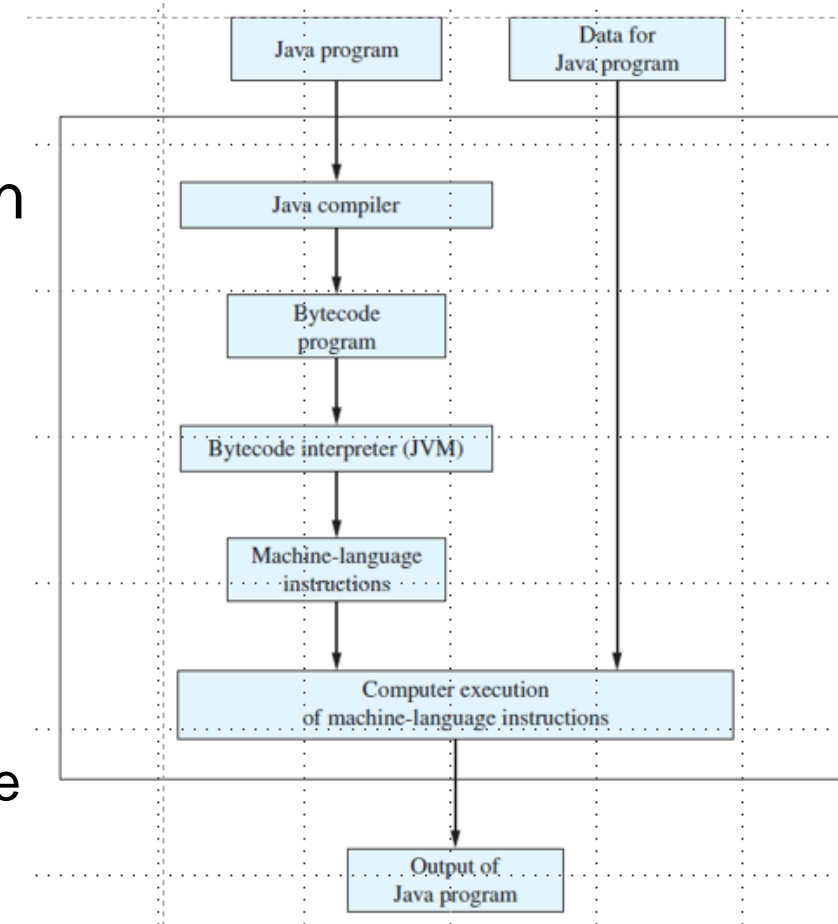 Java program
Data for
Java program
n
Java compiler
Bytecode
program
Bytecode interpreter (JVM)
Machine-language
instructions
Computer execution
of machine-language instructions
e
Output of
Java program